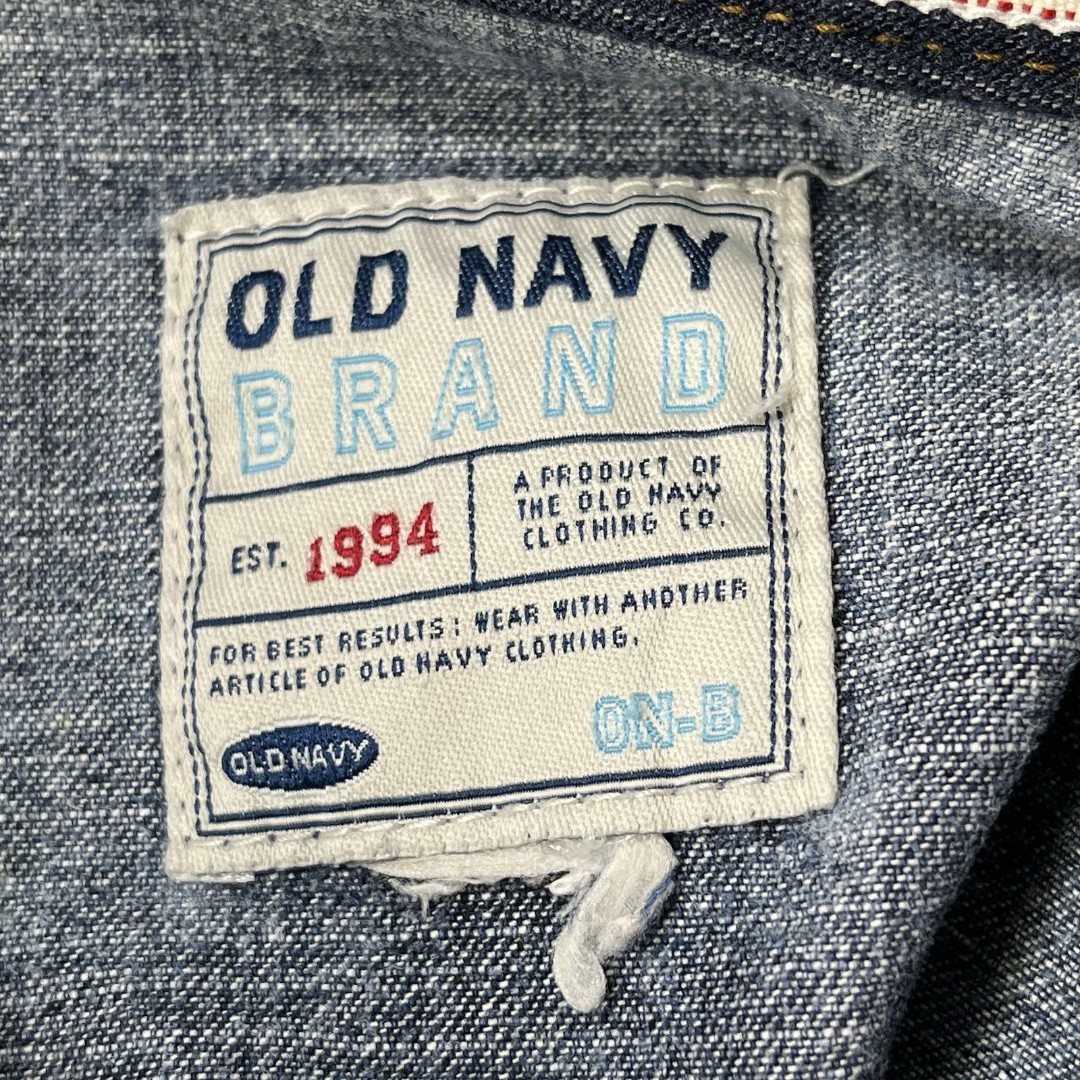 OLD NAVY
BRAND
EST. 1994
A PRODUCT OF
THE OLD NAVY
CLOTHING CO.
FOR BEST RESULTS: WEAR WITH ANOTHER
ARTICLE OF OLD NAVY CLOTHING.
OLD NAVY
ON-B